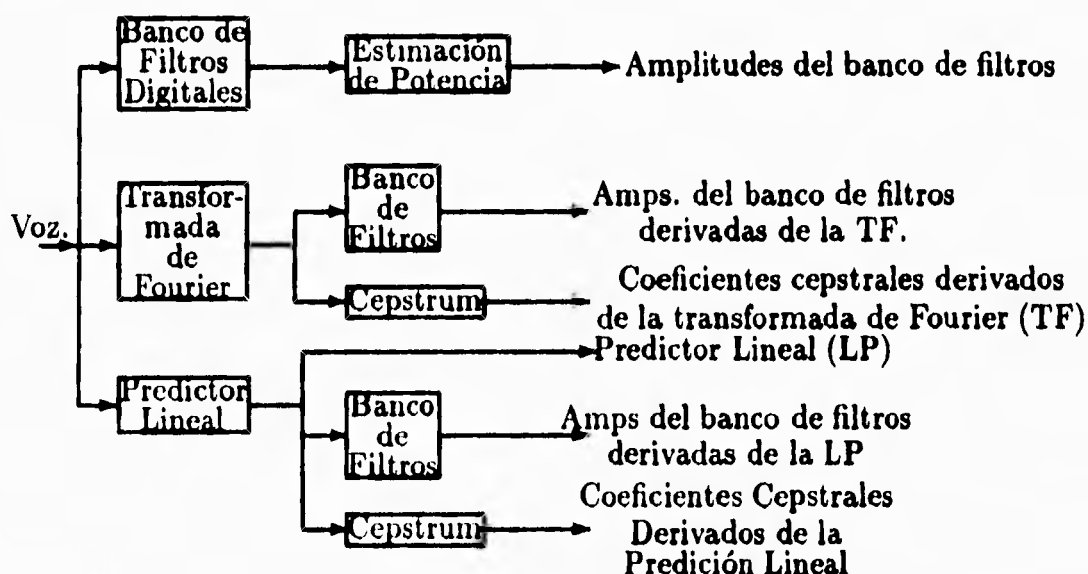 Banco de
Filtros
Digitales
Estimación
de Potencia
Amplitudes del banco de filtros
Voz.
Transfor-
mada
de
Fourier
Banco
de
Filtros
Amps. del banco de filtros
derivadas de la TF.
Cepstrum
Coeficientes cepstrales derivados
de la transformada de Fourier (TF)
Predictor
Lineal
Predictor Lineal (LP)
Banco
de
Filtros
Amps del banco de filtros
derivadas de la LP
Cepstrum
Coeficientes Cepstrales
Derivados de la
Predición Lineal